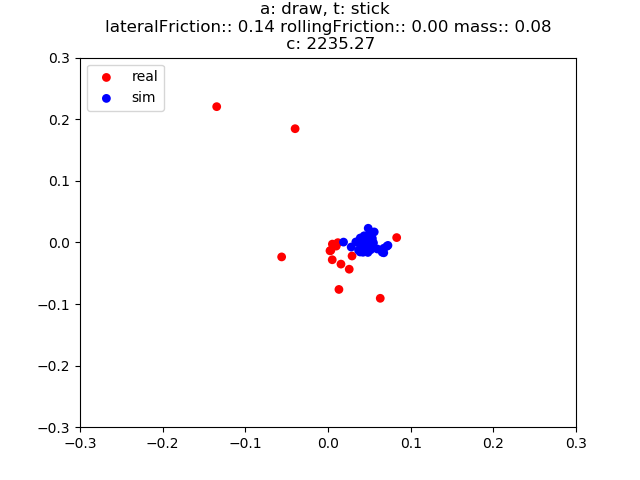 a: draw, t: stick
lateralFriction:: 0.14 rollingFriction:: 0.00 mass:: 0.08
c: 2235.27
real
sim
0.3
0.2
0.1
0.0
−0.1
−0.2
−0.3
−0.3 −0.2 −0.1 0.0 0.1 0.2 0.3